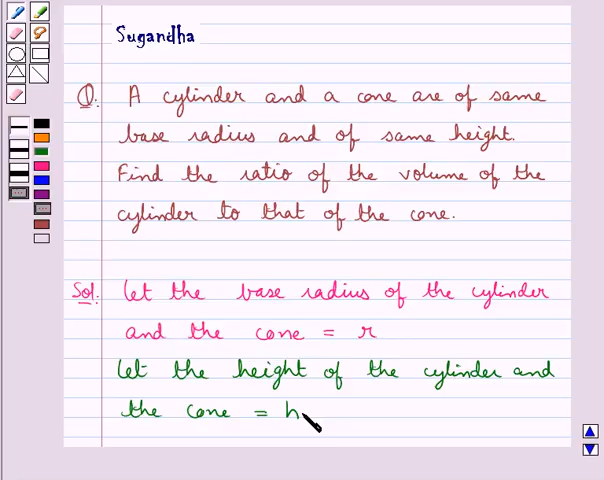 Sugandha
Q. A cylinder and a cone are of same
base radius and of same height.
Find the ratio of the volume of the
cylinder to that of the cone.
Sol. Let the base radius of the cylinder
and the cone = r
Let the height of the cylinder and
the cone = h